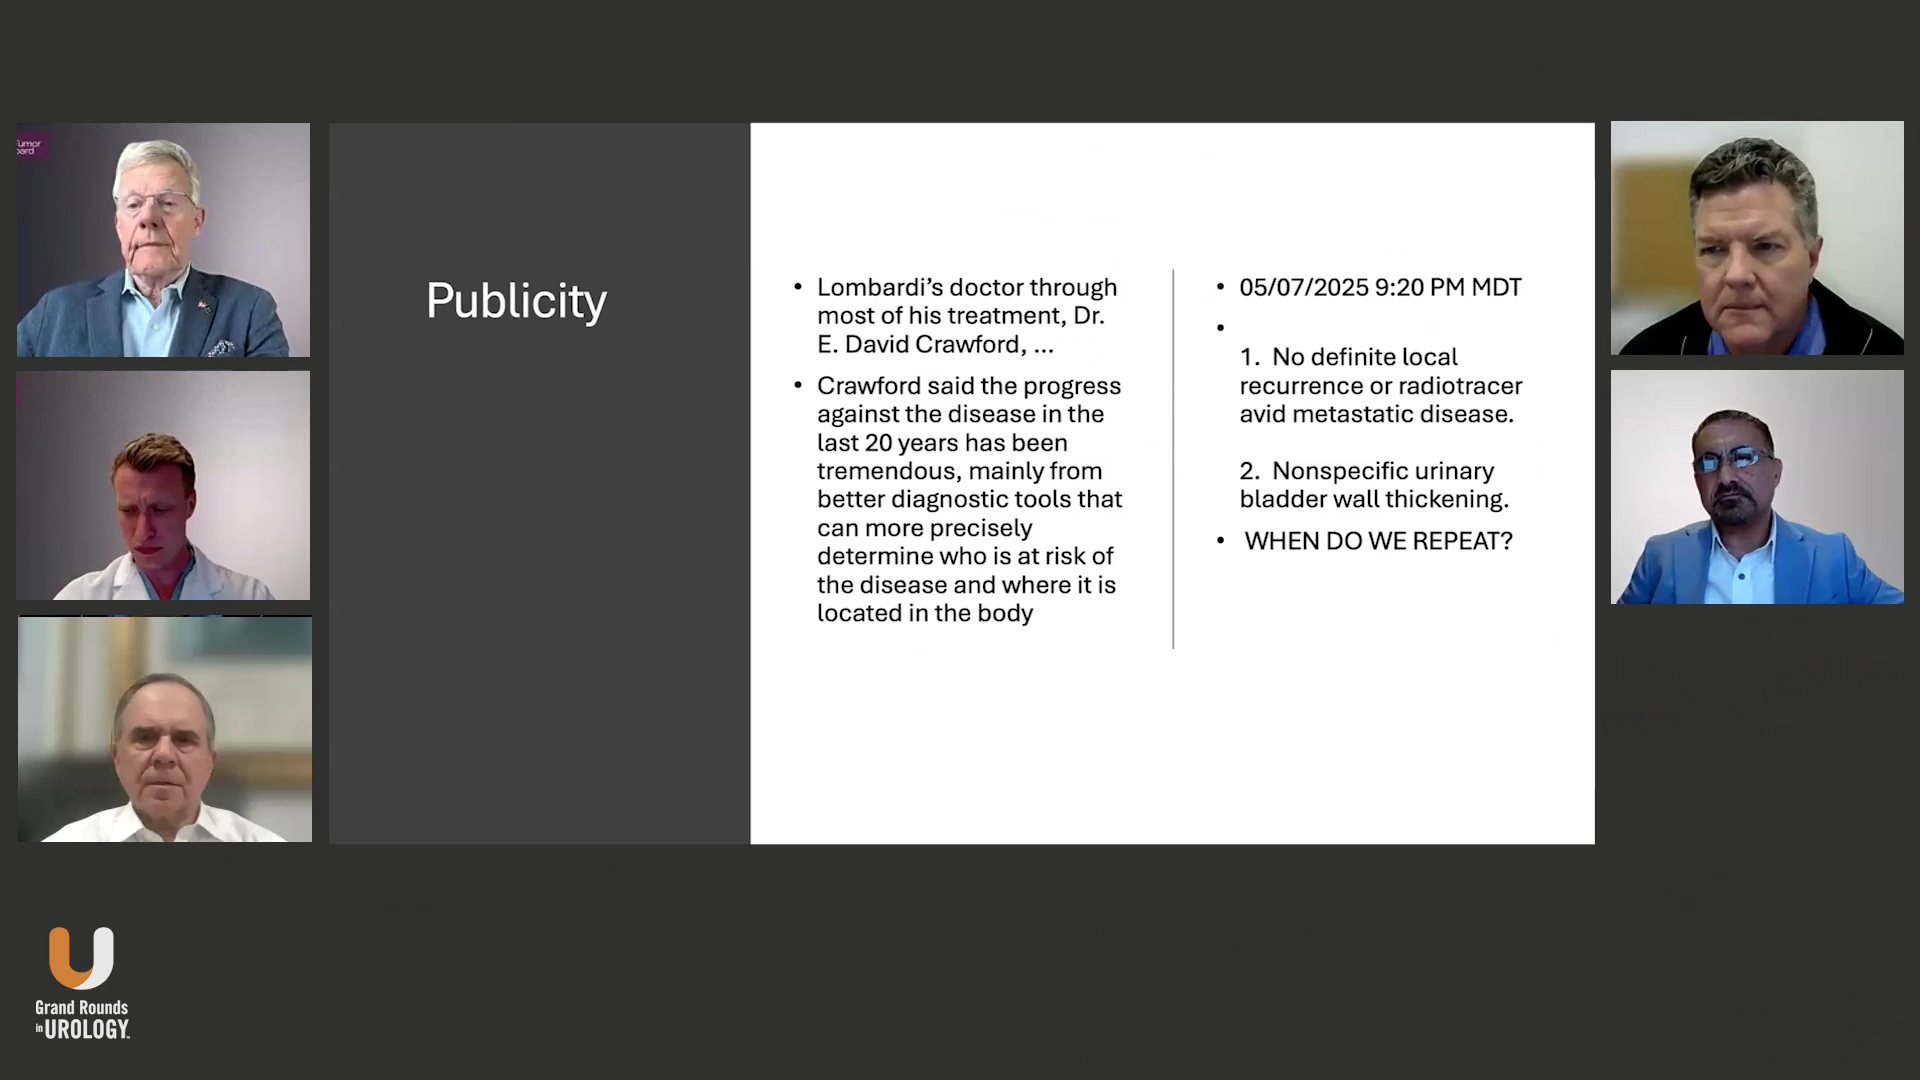 umor
oard
Publicity
• Lombardi’s doctor through
most of his treatment, Dr.
E. David Crawford, ...
• Crawford said the progress
against the disease in the
last 20 years has been
tremendous, mainly from
better diagnostic tools that
can more precisely
determine who is at risk of
the disease and where it is
located in the body
• 05/07/2025 9:20 PM MDT
•
1. No definite local
recurrence or radiotracer
avid metastatic disease.
2. Nonspecific urinary
bladder wall thickening.
• WHEN DO WE REPEAT?
Grand Rounds
in UROLOGY™